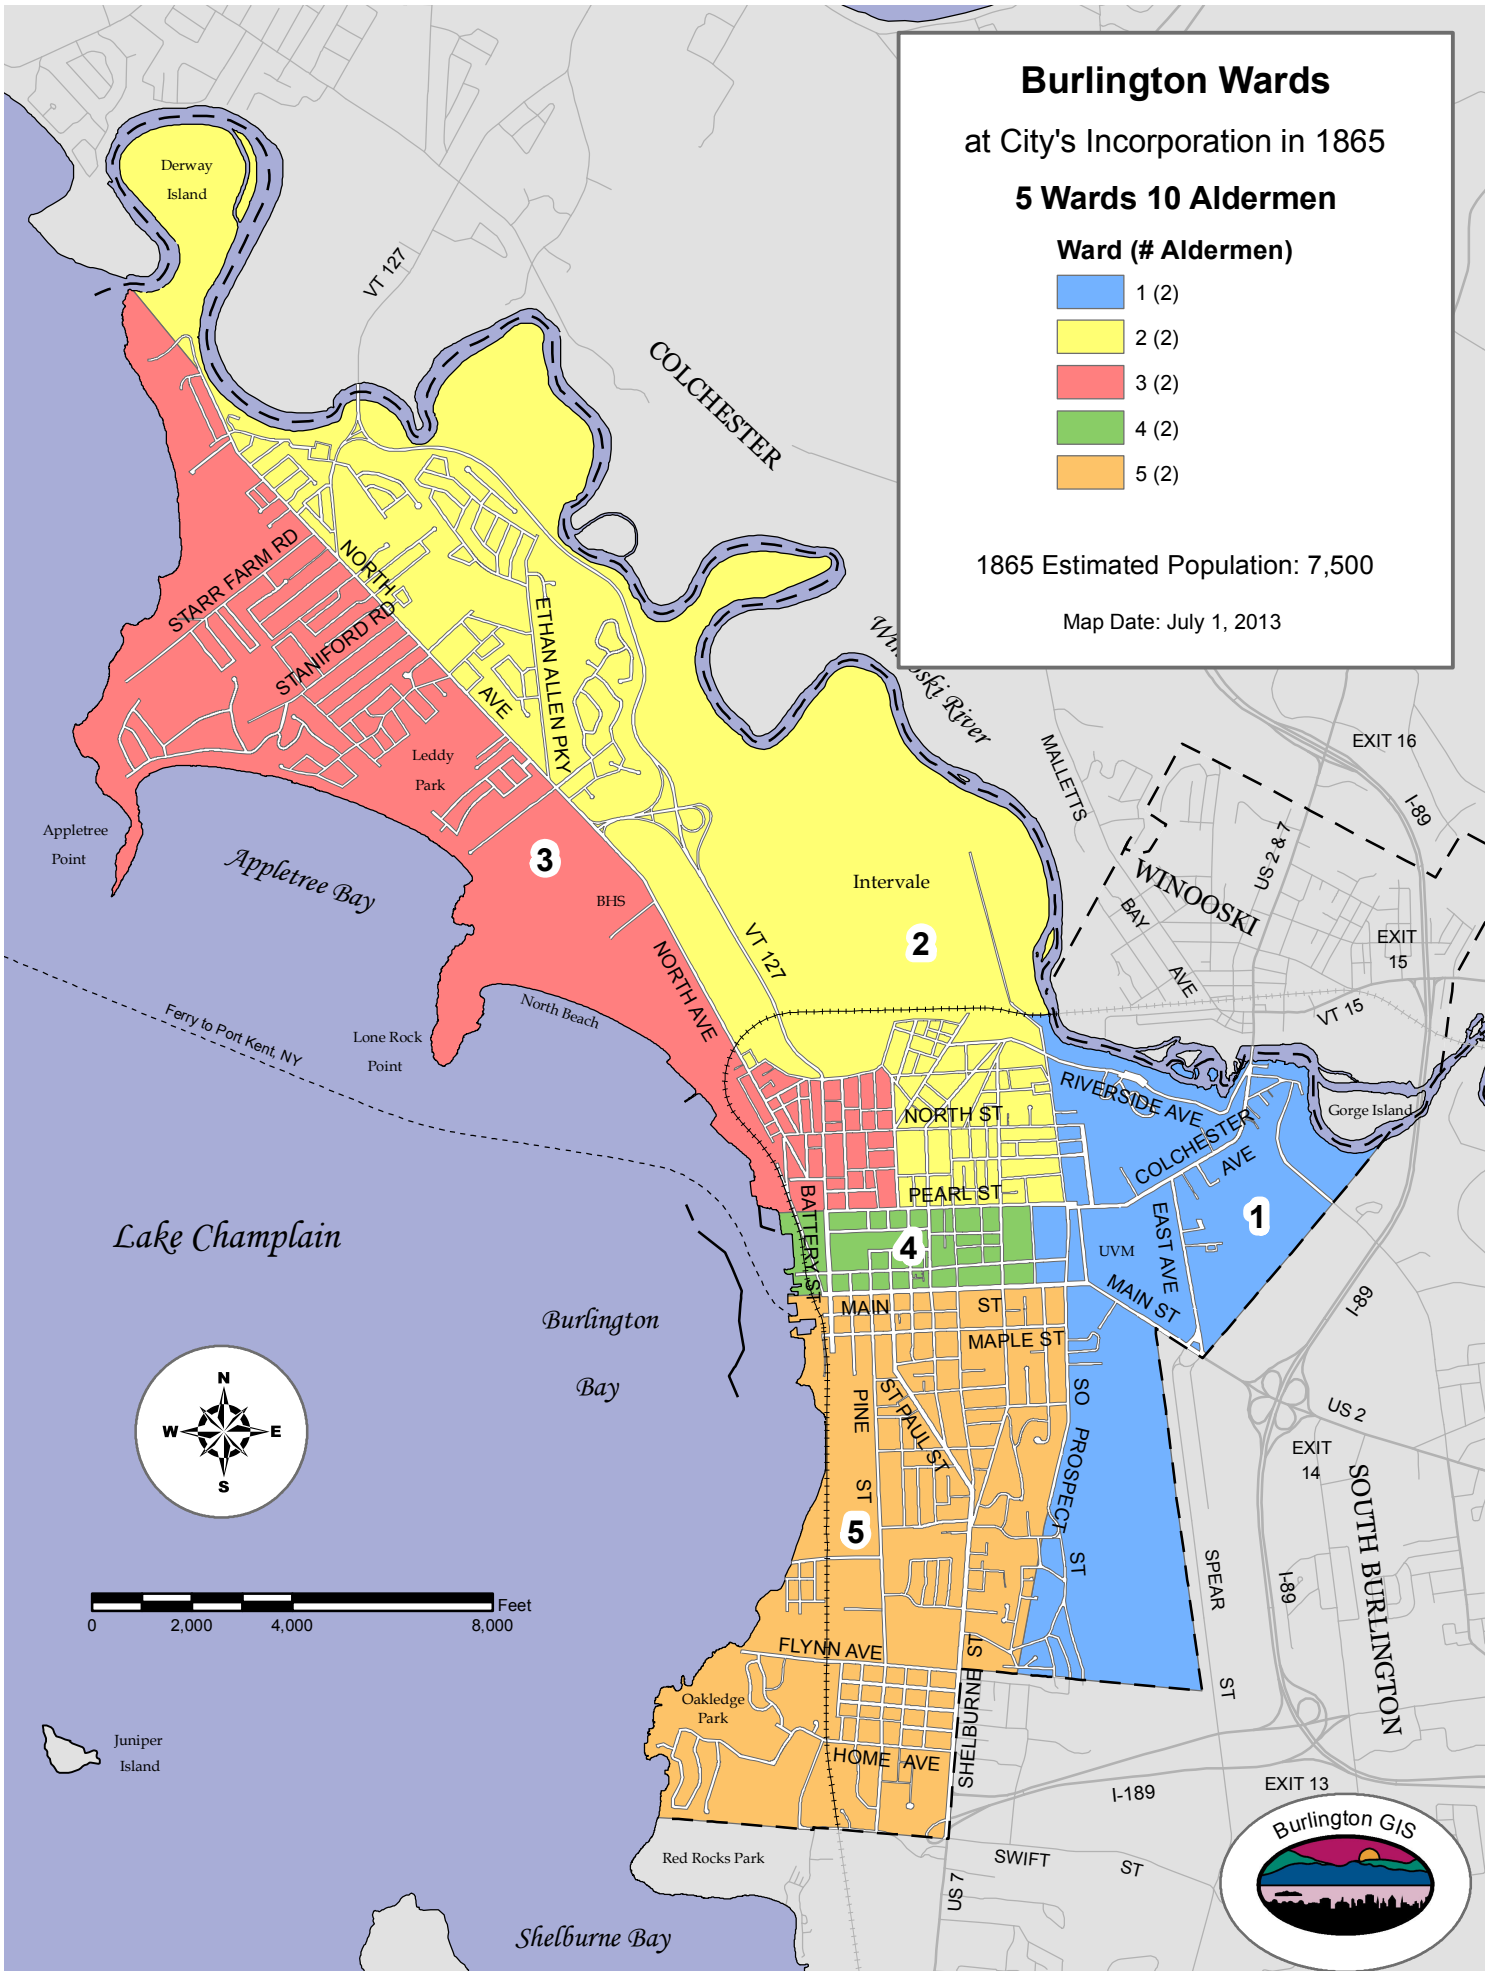 Burlington Wards
at City's Incorporation in 1865
5 Wards 10 Aldermen
Ward (# Aldermen)
1 (2)
2 (2)
3 (2)
4 (2)
5 (2)
1865 Estimated Population: 7,500
Map Date: July 1, 2013
Derway
Island
VT 127
COLCHESTER
STARR FARM RD
NORTH
AVE
STANIFORD RD
ETHAN ALLEN PKY
Winooski River
Leddy
Park
Appletree
Point
Appletree Bay
3
BHS
Intervale
2
VT 127
NORTH AVE
MALLETTS
BAY
AVE
WINOOSKI
US 2 & 7
EXIT 16
I-89
EXIT
15
VT 15
Ferry to Port Kent, NY
Lone Rock
Point
North Beach
RIVERSIDE AVE
NORTH ST
COLCHESTER
AVE
Gorge Island
PEARL ST
BATTERY ST
4
EAST AVE
1
UVM
MAIN ST
Lake Champlain
Burlington
Bay
MAIN
ST
MAPLE ST
I-89
N
W
E
S
PINE
ST
ST PAUL ST
SO
PROSPECT
ST
US 2
EXIT
14
SOUTH BURLINGTON
5
SPEAR
ST
I-89
Feet
0
2,000
4,000
8,000
FLYNN AVE
SHELBURNE
ST
Oakledge
Park
HOME AVE
Juniper
Island
I-189
EXIT 13
Red Rocks Park
SWIFT
ST
US 7
Shelburne Bay
Burlington GIS